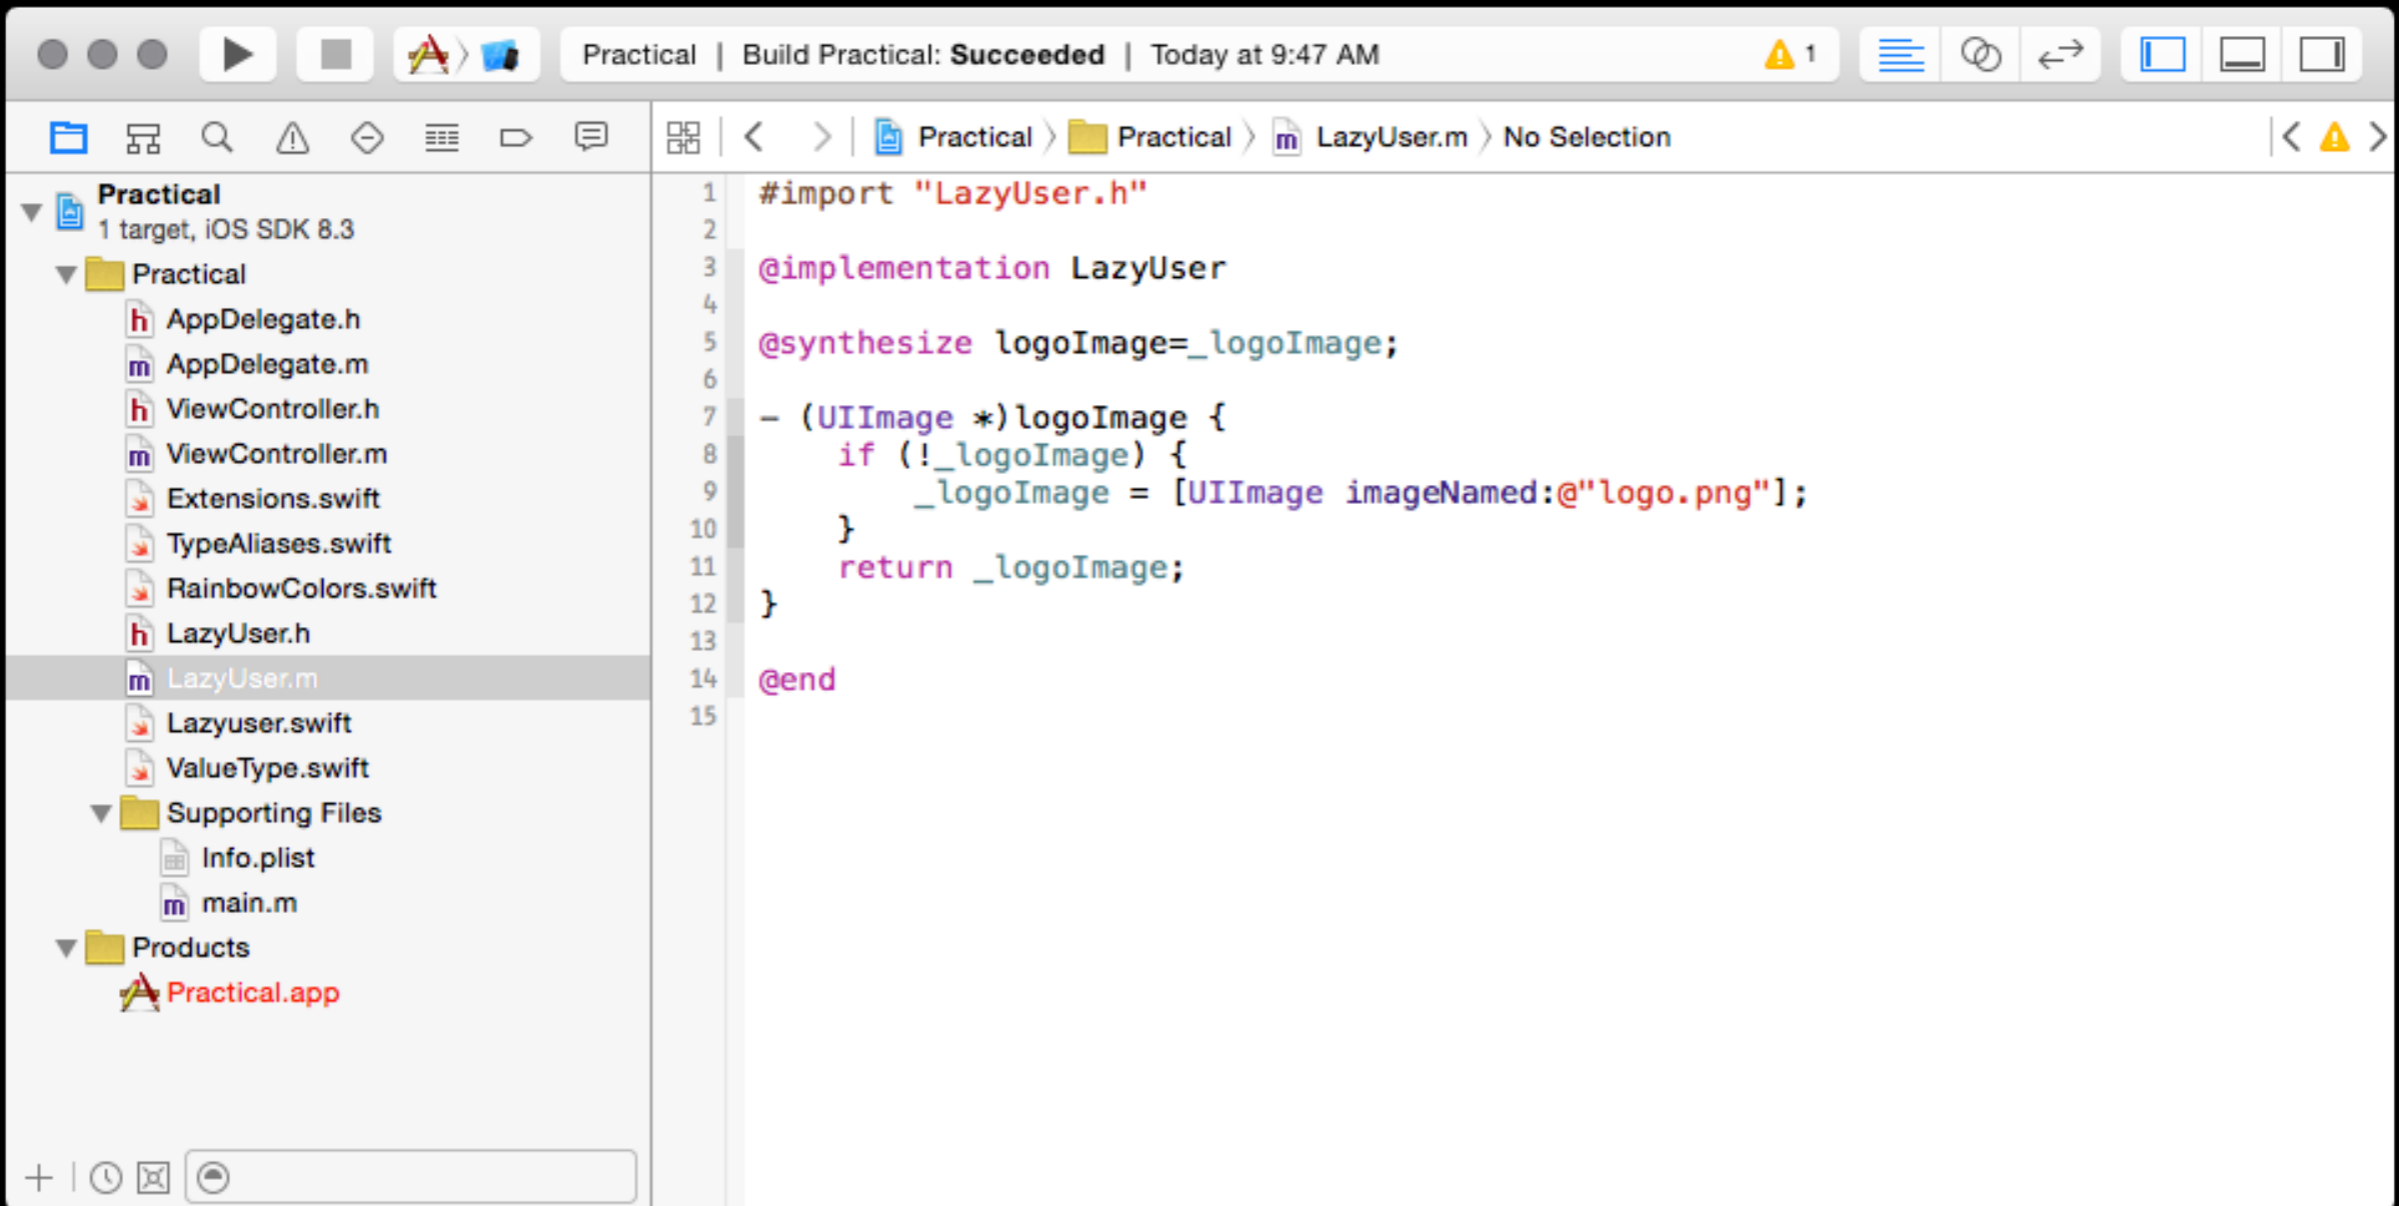 Practical | Build Practical: Succeeded | Today at 9:47 AM 1
Practical Practical LazyUser.m No Selection
Practical
1 target, iOS SDK 8.3
Practical
h AppDelegate.h
m AppDelegate.m
h ViewController.h
m ViewController.m
Extensions.swift
TypeAliases.swift
RainbowColors.swift
h LazyUser.h
m LazyUser.m
Lazyuser.swift
ValueType.swift
Supporting Files
Info.plist
m main.m
Products
Practical.app
1 #import "LazyUser.h"
2
3 @implementation LazyUser
4
5 @synthesize logoImage=_logoImage;
6
7 - (UIImage *)logoImage {
8 if (!_logoImage) {
9 _logoImage = [UIImage imageNamed:@"logo.png"];
10 }
11 return _logoImage;
12 }
13
14 @end
15